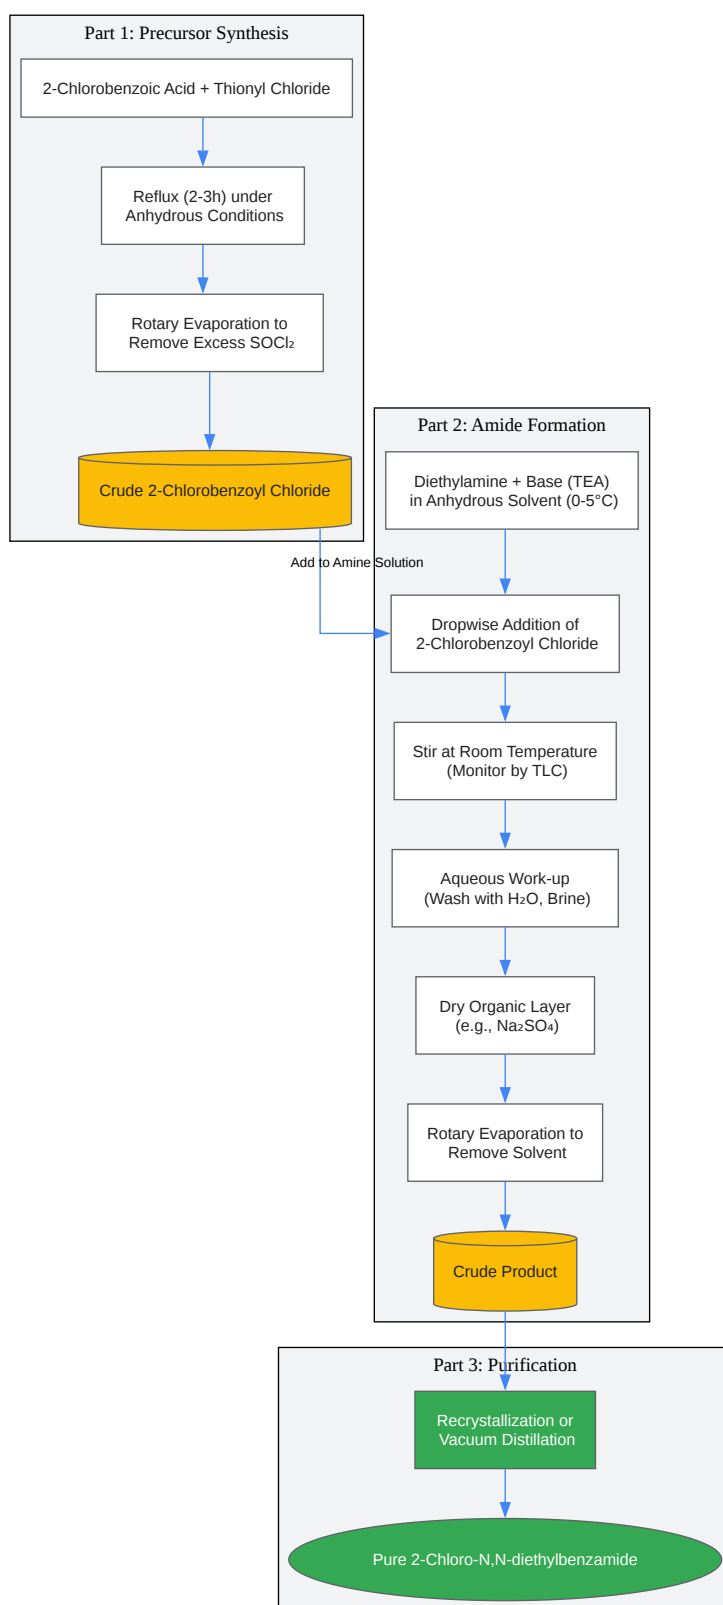 Part 1: Precursor Synthesis
2-Chlorobenzoic Acid + Thionyl Chloride
Reflux (2-3h) under
Anhydrous Conditions
Rotary Evaporation to
Remove Excess SOCl₂
Crude 2-Chlorobenzoyl Chloride
Add to Amine Solution
Part 2: Amide Formation
Diethylamine + Base (TEA)
in Anhydrous Solvent (0-5°C)
Dropwise Addition of
2-Chlorobenzoyl Chloride
Stir at Room Temperature
(Monitor by TLC)
Aqueous Work-up
(Wash with H₂O, Brine)
Dry Organic Layer
(e.g., Na₂SO₄)
Rotary Evaporation to
Remove Solvent
Crude Product
Part 3: Purification
Recrystallization or
Vacuum Distillation
Pure 2-Chloro-N,N-diethylbenzamide